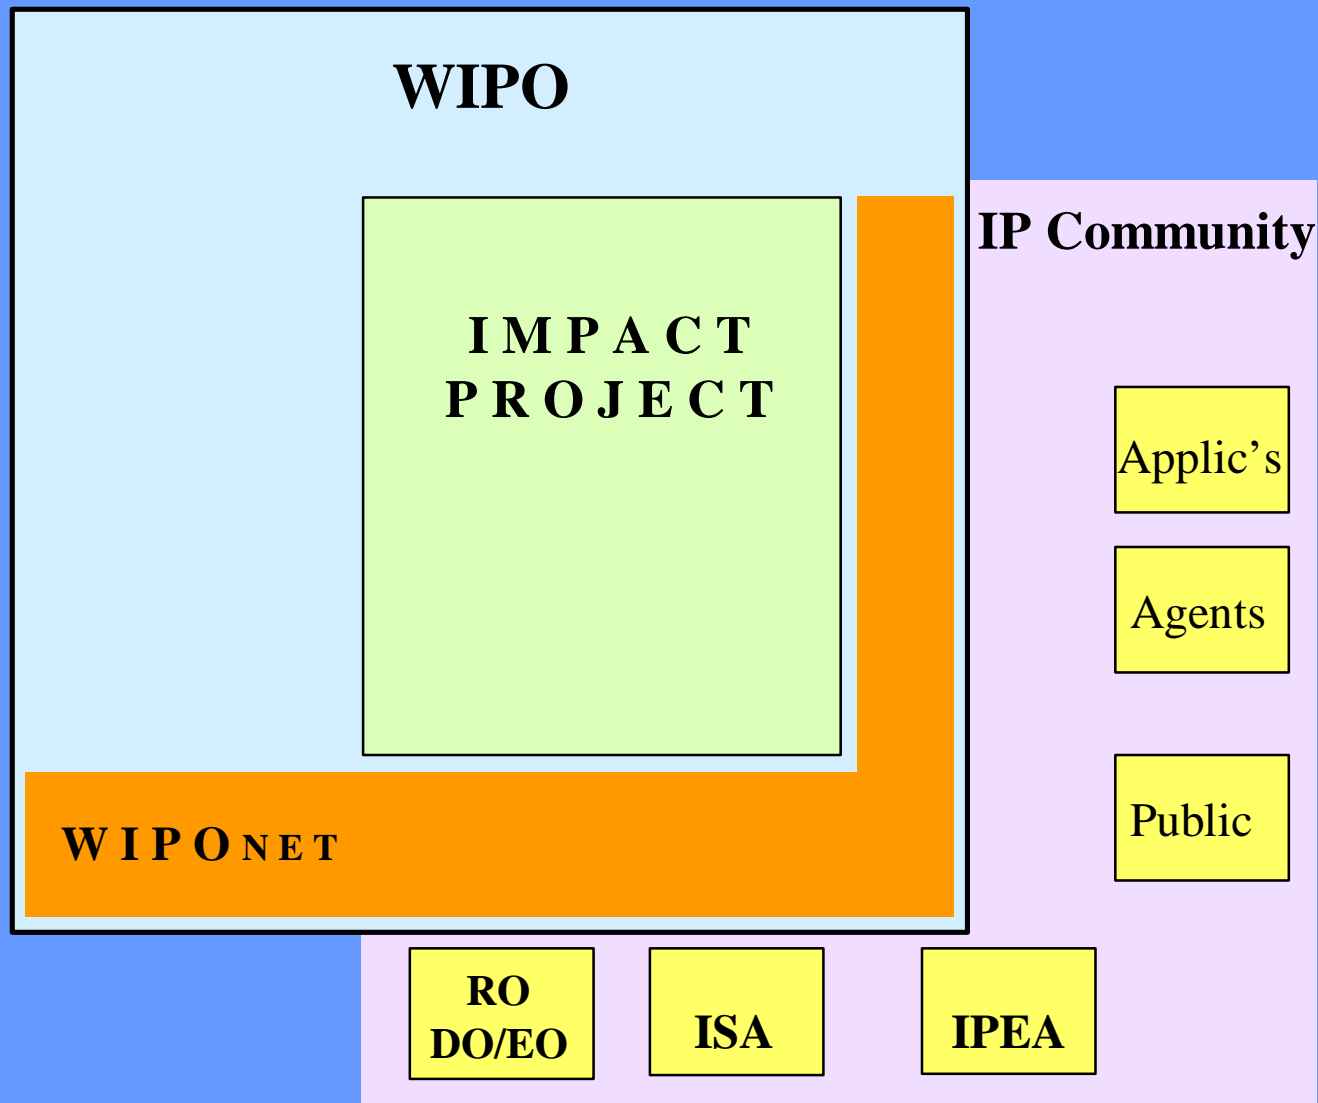 WIPO
IP Community
I M P A C T
P R O J E C T
Applic’s
Agents
Public
W I P O N E T
RO
DO/EO
ISA
IPEA